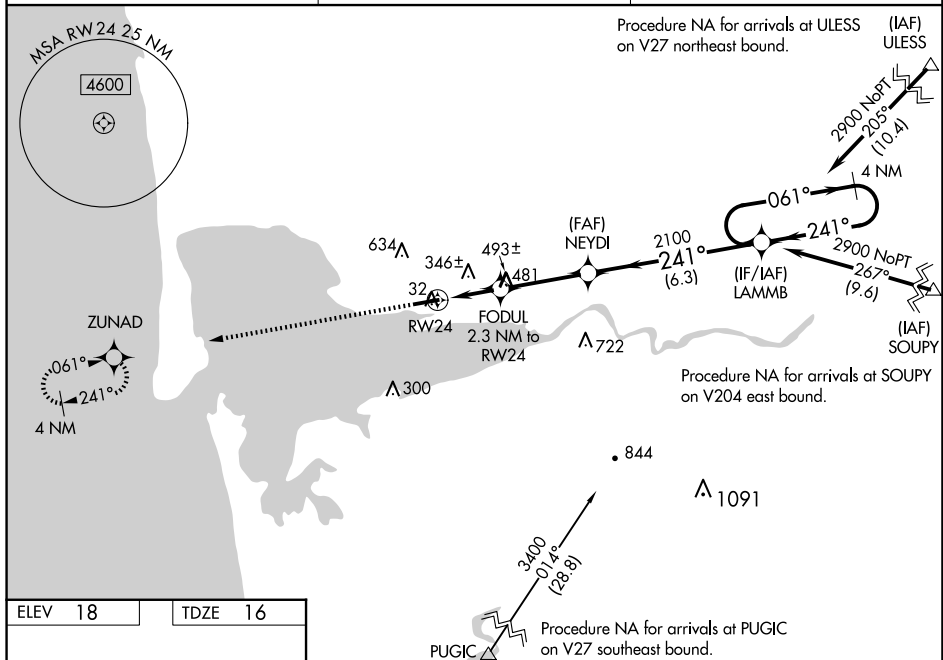 MSA RW24 25 NM
4600
Procedure NA for arrivals at ULESS
on V27 northeast bound.
(IAF)
ULESS
2900 NoPT
205°
(10.4)
4 NM
061°
241°
(FAF)
NEYDI
2100
241°
(6.3)
(IF/IAF)
LAMMB
2900 NoPT
267°
(9.6)
(IAF)
SOUPY
634
346±
493±
481
32
RW24
FODUL
2.3 NM to
RW24
ZUNAD
061°
241°
4 NM
722
300
Procedure NA for arrivals at SOUPY
on V204 east bound.
844
1091
3400
014°
(28.8)
ELEV 18
TDZE 16
PUGIC
Procedure NA for arrivals at PUGIC
on V27 southeast bound.